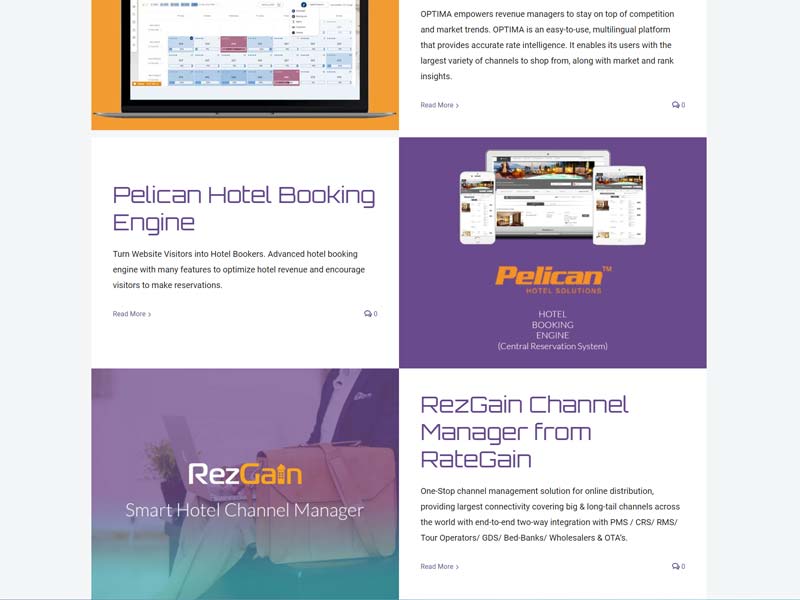 OPTIMA empowers revenue managers to stay on top of competition
and market trends. OPTIMA is an easy-to-use, multilingual platform
that provides accurate rate intelligence. It enables its users with the
largest variety of channels to shop from, along with market and rank
insights.
Read More ›
0
Pelican Hotel Booking
Engine
Turn Website Visitors into Hotel Bookers. Advanced hotel booking
engine with many features to optimize hotel revenue and encourage
visitors to make reservations.
Read More ›
0
Pelican™
HOTEL SOLUTIONS
HOTEL
BOOKING
ENGINE
(Central Reservation System)
RezGain
Smart Hotel Channel Manager
RezGain Channel
Manager from
RateGain
One-Stop channel management solution for online distribution,
providing largest connectivity covering big & long-tail channels across
the world with end-to-end two-way integration with PMS / CRS/ RMS/
Tour Operators/ GDS/ Bed-Banks/ Wholesalers & OTA's.
Read More ›
0